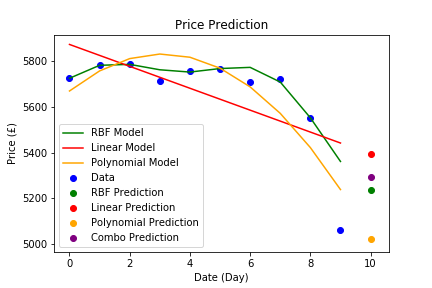 Price Prediction
Price (£)
5800
5600
5400
5200
5000
RBF Model
Linear Model
Polynomial Model
Data
RBF Prediction
Linear Prediction
Polynomial Prediction
Combo Prediction
0 2 4 6 8 10
Date (Day)